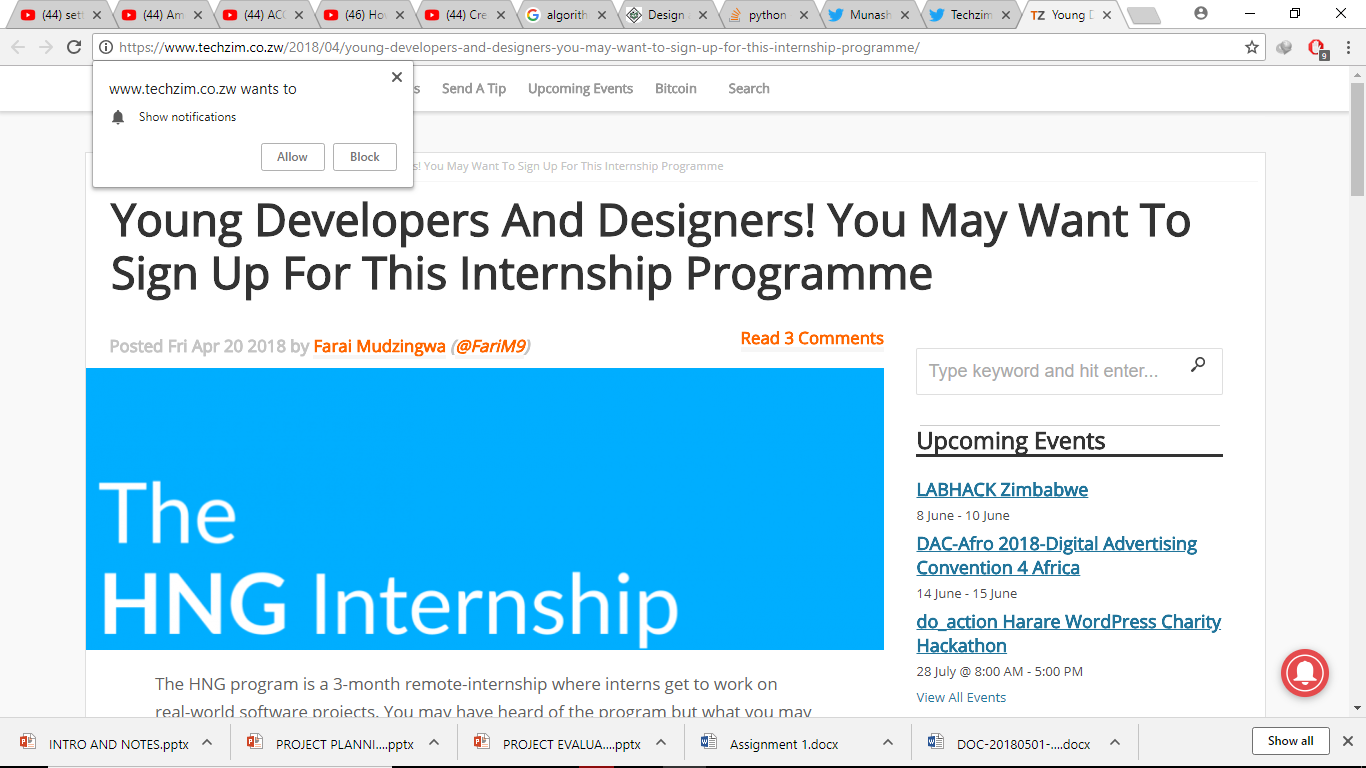 (44) set
(44) Am
(44) ACC
(46) Ho
(44) Cre
algorith
Design
python
Munash
Techzim
TZ Young D
https://www.techzim.co.zw/2018/04/young-developers-and-designers-you-may-want-to-sign-up-for-this-internship-programme/
9
www.techzim.co.zw wants to
Show notifications
Allow Block
s Send A Tip Upcoming Events Bitcoin Search
s! You May Want To Sign Up For This Internship Programme
Young Developers And Designers! You May Want To
Sign Up For This Internship Programme
Posted Fri Apr 20 2018 by Farai Mudzingwa (@FariM9)
Read 3 Comments
The
HNG Internship
The HNG program is a 3-month remote-internship where interns get to work on
real-world software projects. You may have heard of the program but what you may
Type keyword and hit enter...
Upcoming Events
LABHACK Zimbabwe
8 June - 10 June
DAC-Afro 2018-Digital Advertising
Convention 4 Africa
14 June - 15 June
do_action Harare WordPress Charity
Hackathon
28 July @ 8:00 AM - 5:00 PM
View All Events
INTRO AND NOTES.pptx
PROJECT PLANNI....pptx
PROJECT EVALUA....pptx
Assignment 1.docx
DOC-20180501-....docx
Show all